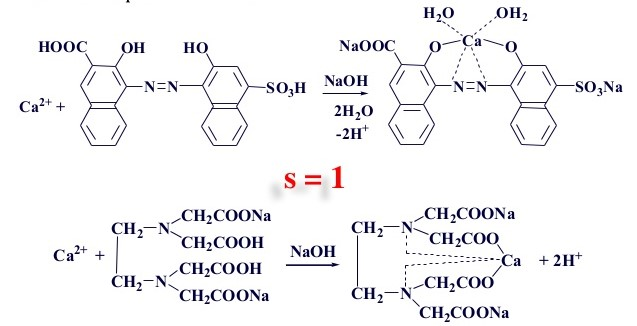 H₂O OH₂
HOOC OH HO NaOOC O Ca O
N=N SO₃H NaOH N=N SO₃Na
Ca²⁺ + 2H₂O
-2H⁺
s = 1
CH₂COONa CH₂COONa
CH₂-N CH₂-N
CH₂COOH CH₂COO
Ca²⁺ + NaOH Ca + 2H⁺
CH₂COOH CH₂COO
CH₂-N CH₂-N
CH₂COONa CH₂COONa